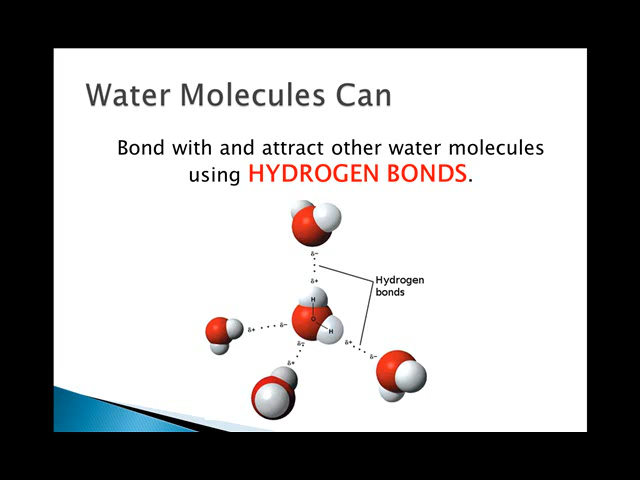 Water Molecules Can
Bond with and attract other water molecules
using HYDROGEN BONDS.
δ−
δ+
Hydrogen
bonds
H
O
H
δ+
δ−
δ−
δ+
δ−
δ+
δ−